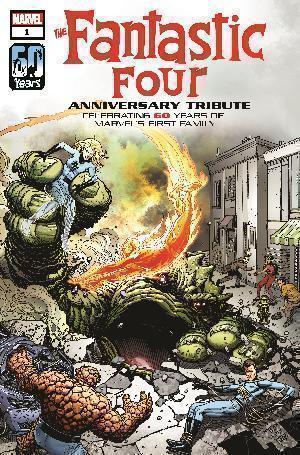 MARVEL
1
60
Years
THE
FANTASTIC
FOUR
ANNIVERSARY TRIBUTE
CELEBRATING 60 YEARS OF
MARVEL'S FIRST FAMILY